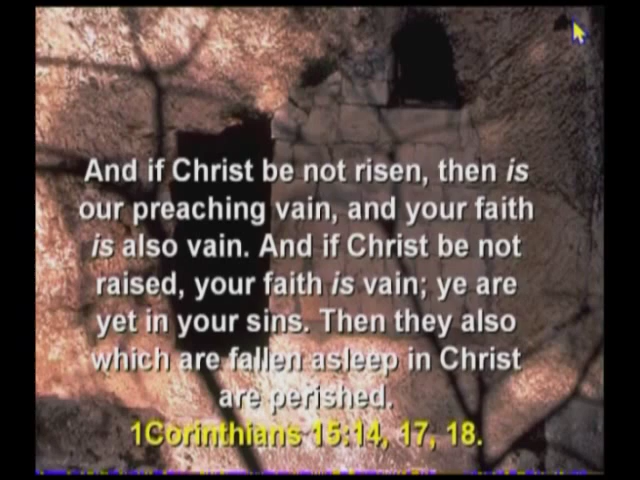 And if Christ be not risen, then is
our preaching vain, and your faith
is also vain. And if Christ be not
raised, your faith is vain; ye are
yet in your sins. Then they also
which are fallen asleep in Christ
are perished.
1Corinthians 15:14, 17, 18.